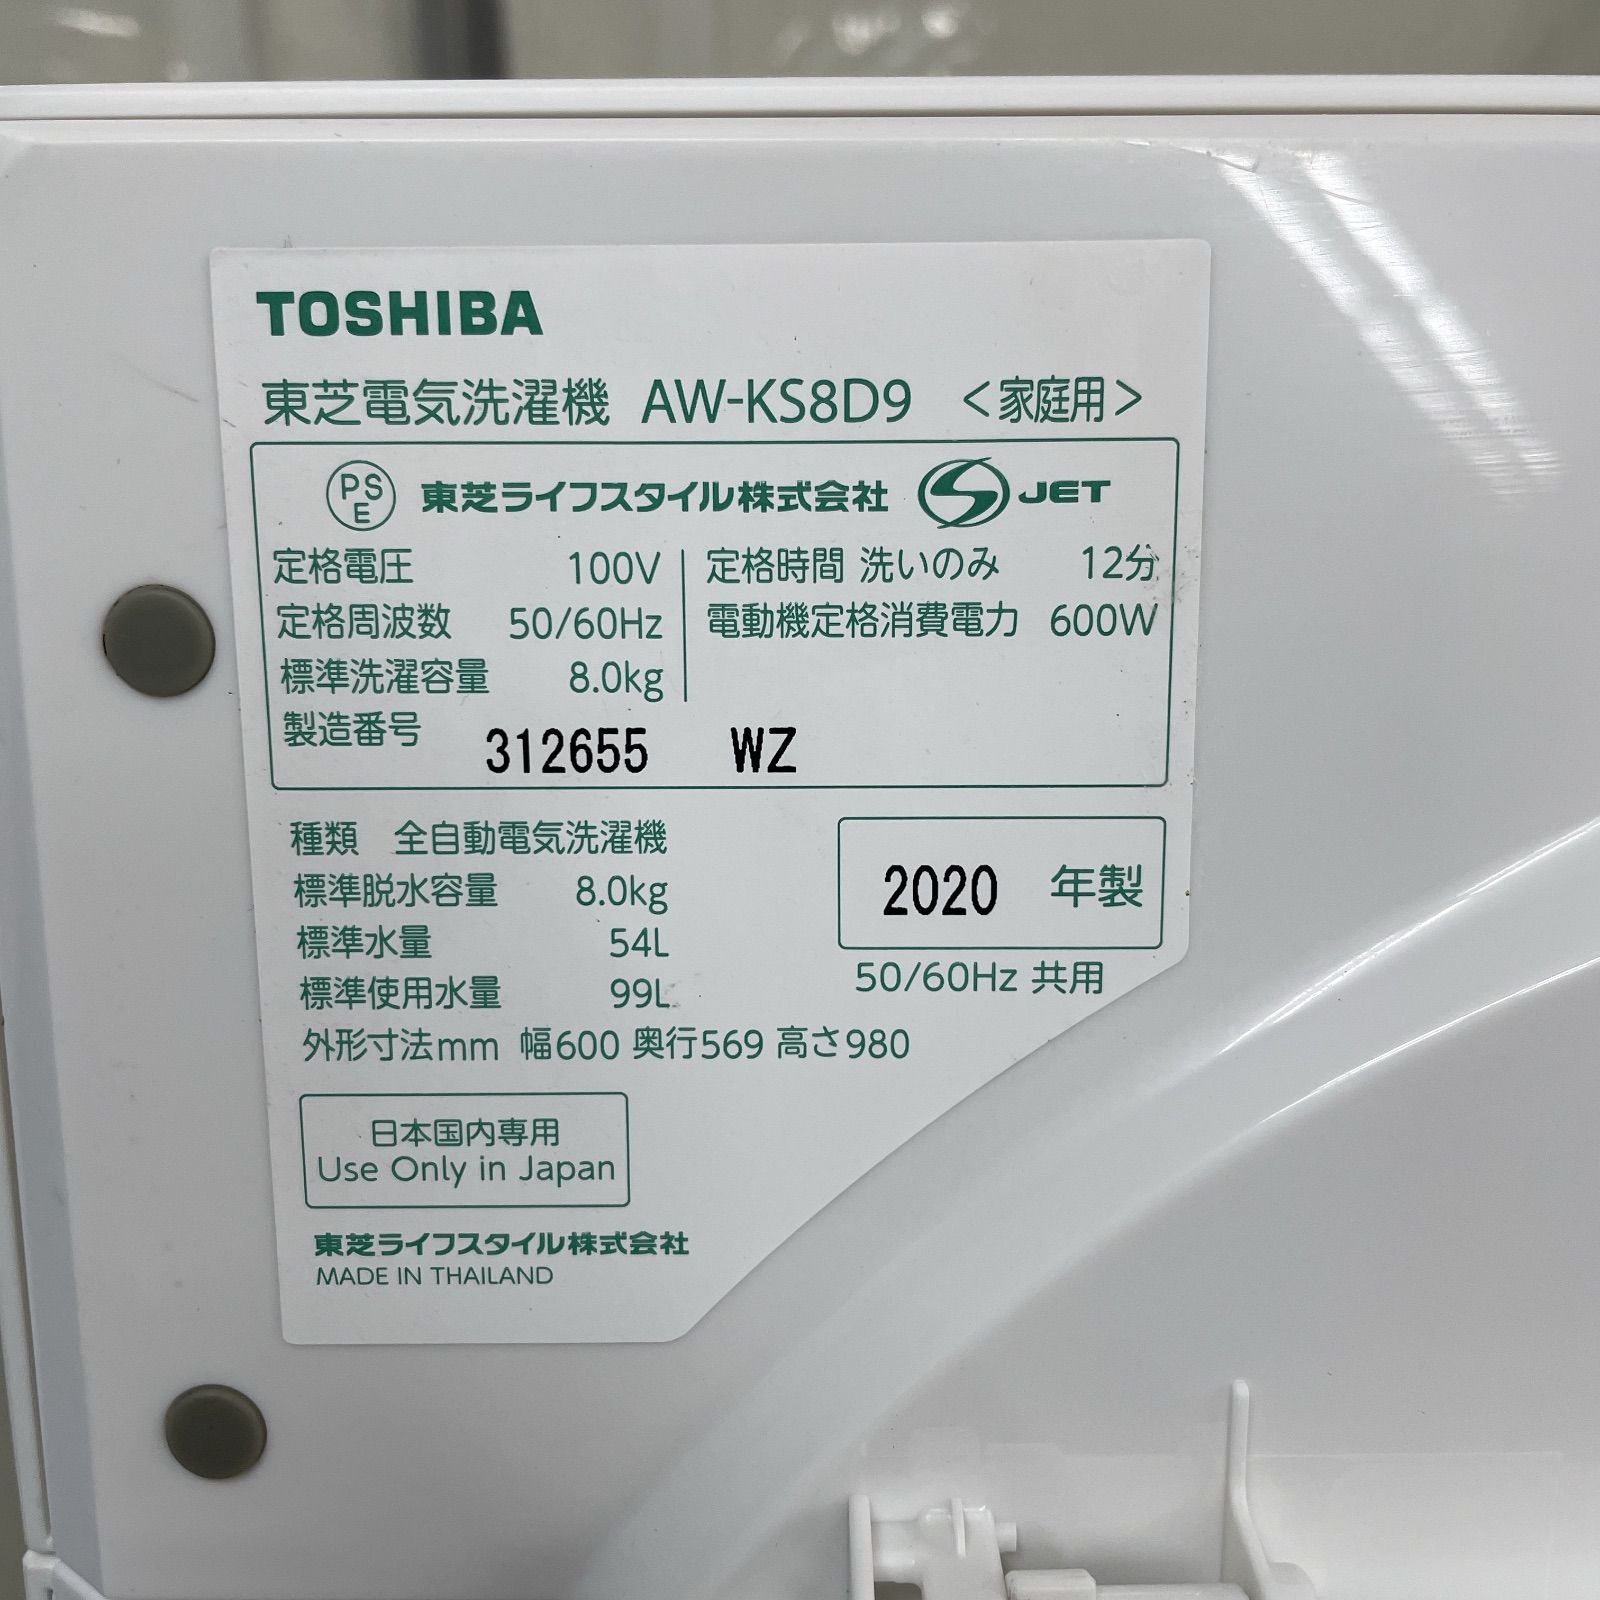 TOSHIBA
東芝電気洗濯機 AW-KS8D9 <家庭用>
PSE 東芝ライフスタイル株式会社 S JET
定格電圧 100V 定格時間 洗いのみ 12分
定格周波数 50/60Hz 電動機定格消費電力 600W
標準洗濯容量 8.0kg
製造番号 312655 WZ
種類 全自動電気洗濯機
標準脱水容量 8.0kg
標準水量 54L
標準使用水量 99L
2020 年製
50/60Hz 共用
外形寸法mm 幅600 奥行569 高さ980
日本国内専用
Use Only in Japan
東芝ライフスタイル株式会社
MADE IN THAILAND